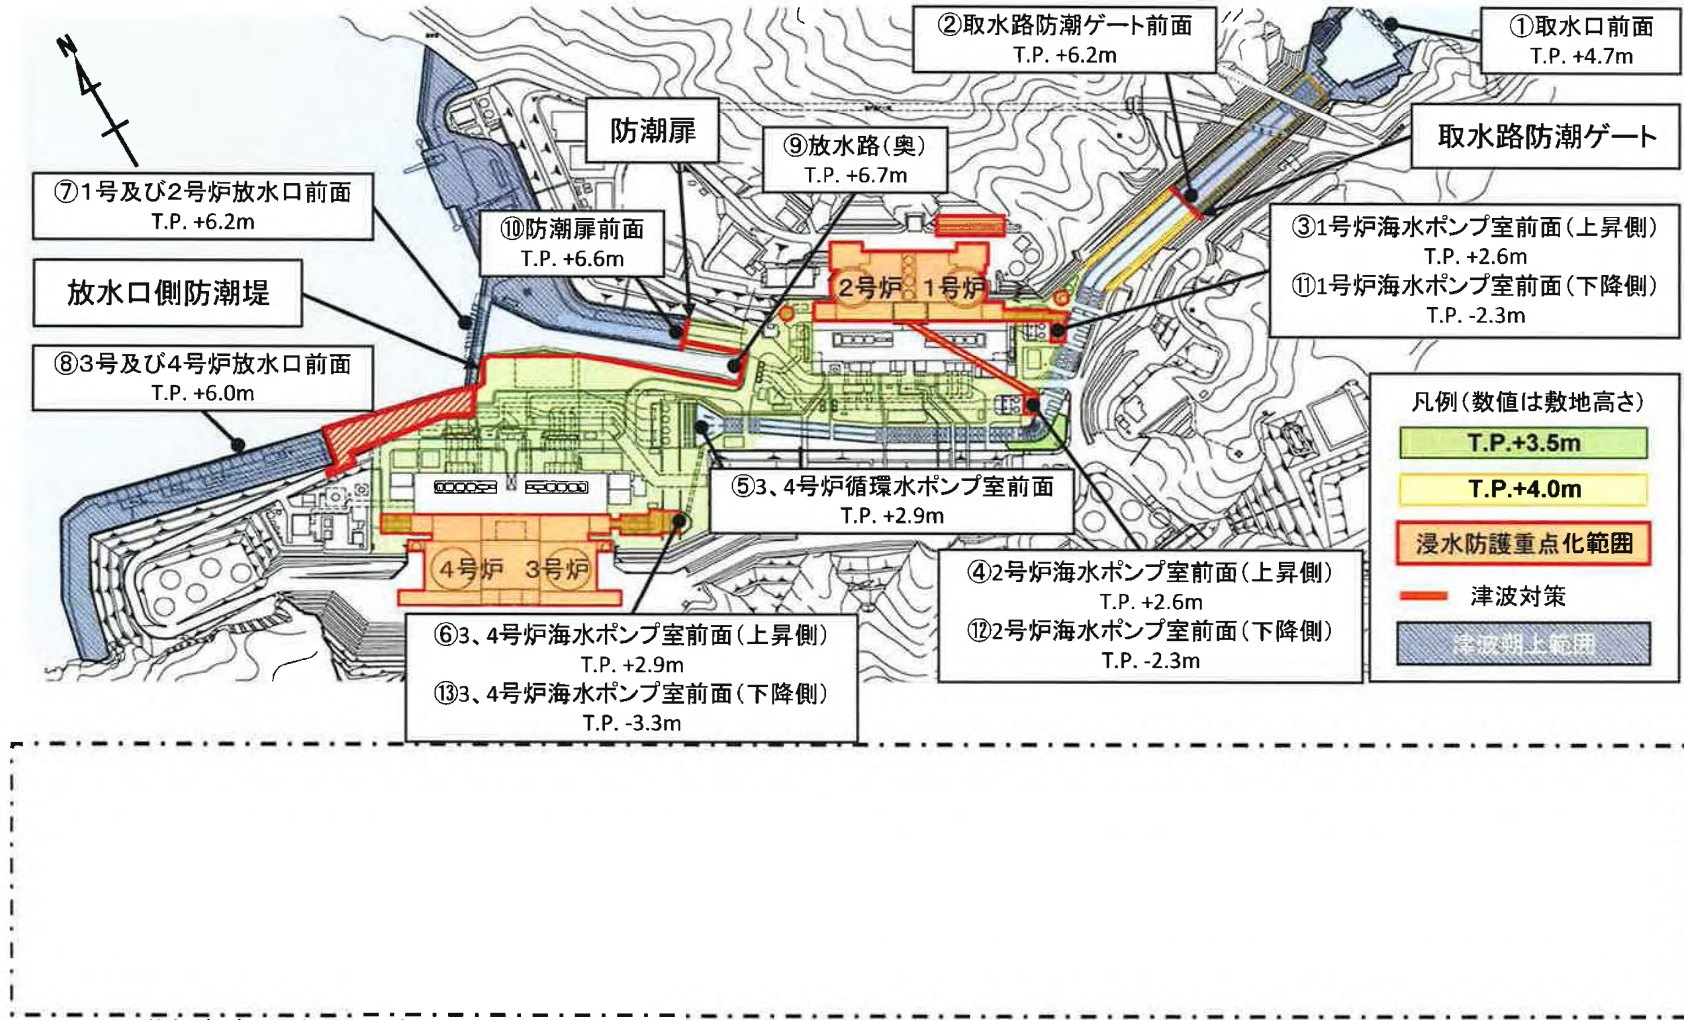 N
②取水路防潮ゲート前面
T.P. +6.2m
①取水口前面
T.P. +4.7m
防潮扉
⑨放水路(奥)
T.P. +6.7m
取水路防潮ゲート
⑦1号及び2号炉放水口前面
T.P. +6.2m
⑩防潮扉前面
T.P. +6.6m
③1号炉海水ポンプ室前面(上昇側)
T.P. +2.6m
⑪1号炉海水ポンプ室前面(下降側)
T.P. -2.3m
放水口側防潮堤
2号炉
1号炉
⑧3号及び4号炉放水口前面
T.P. +6.0m
凡例(数値は敷地高さ)
T.P.+3.5m
T.P.+4.0m
浸水防護重点化範囲
津波対策
津波遡上範囲
⑤3、4号炉循環水ポンプ室前面
T.P. +2.9m
4号炉
3号炉
④2号炉海水ポンプ室前面(上昇側)
T.P. +2.6m
⑫2号炉海水ポンプ室前面(下降側)
T.P. -2.3m
⑥3、4号炉海水ポンプ室前面(上昇側)
T.P. +2.9m
⑬3、4号炉海水ポンプ室前面(下降側)
T.P. -3.3m